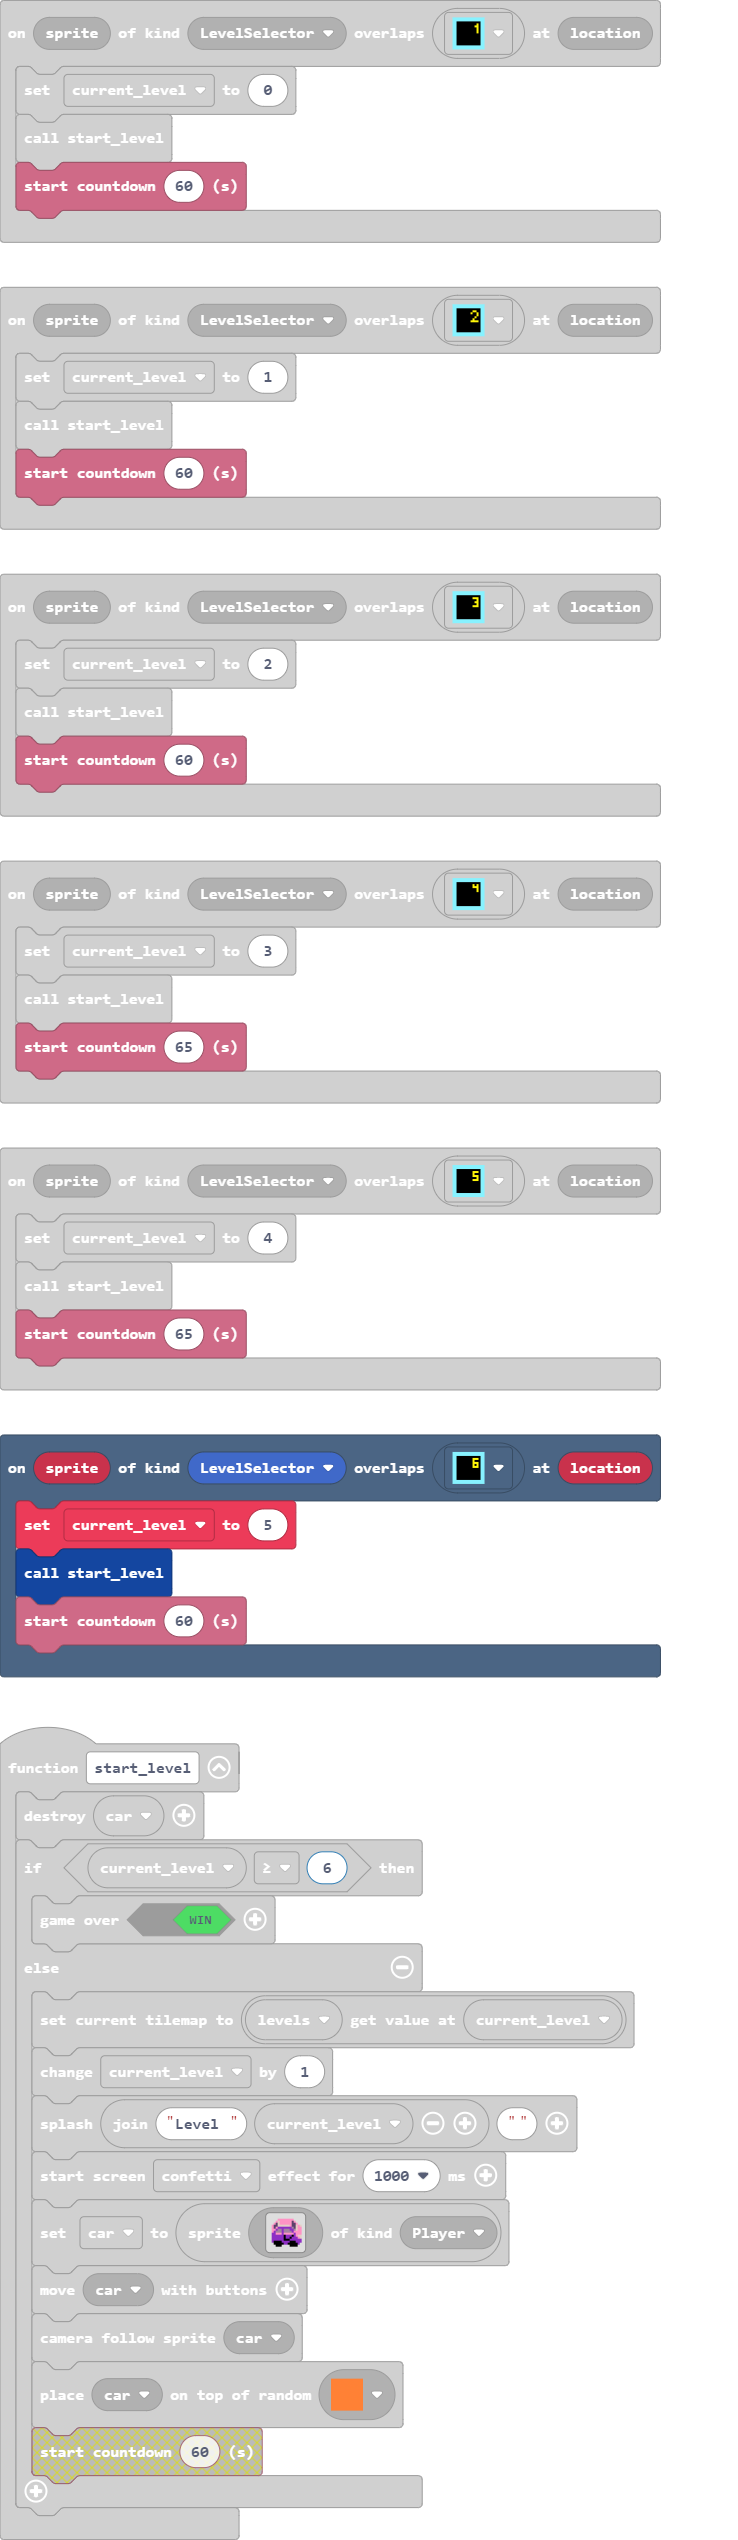 on sprite of kind LevelSelector overlaps 1 at location
set current_level to 0
call start_level
start countdown 60 (s)
on sprite of kind LevelSelector overlaps 2 at location
set current_level to 1
call start_level
start countdown 60 (s)
on sprite of kind LevelSelector overlaps 3 at location
set current_level to 2
call start_level
start countdown 60 (s)
on sprite of kind LevelSelector overlaps 4 at location
set current_level to 3
call start_level
start countdown 65 (s)
on sprite of kind LevelSelector overlaps 5 at location
set current_level to 4
call start_level
start countdown 65 (s)
on sprite of kind LevelSelector overlaps 6 at location
set current_level to 5
call start_level
start countdown 60 (s)
function start_level
destroy car
if current_level ≥ 6 then
game over WIN
else
set current tilemap to levels get value at current_level
change current_level by 1
splash join "Level " current_level ""
start screen confetti effect for 1000 ms
set car to sprite of kind Player
move car with buttons
camera follow sprite car
place car on top of random
start countdown 60 (s)